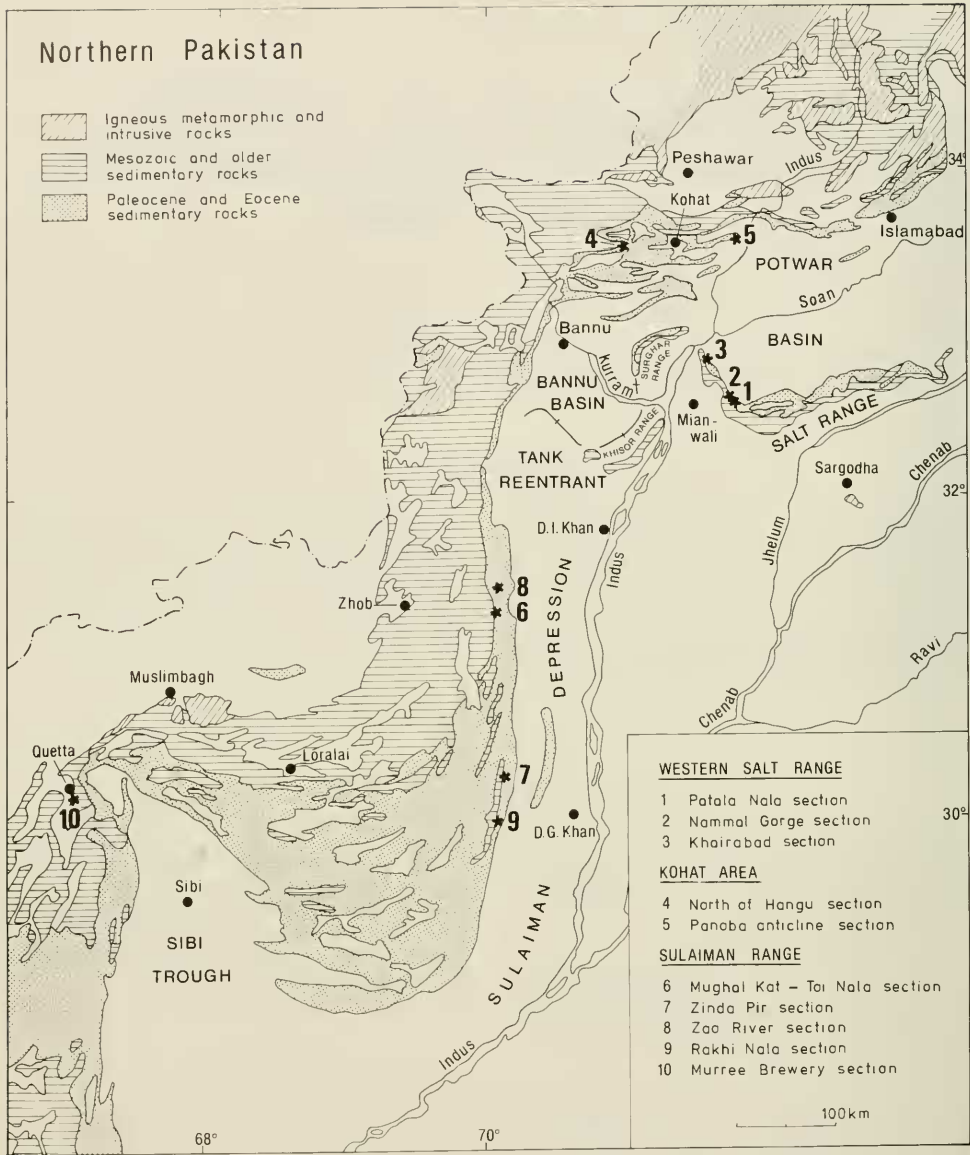 Northern Pakistan
Igneous metamorphic and
intrusive rocks
Mesozoic and older
sedimentary rocks
Paleocene and Eocene
sedimentary rocks
Peshawar
Indus
34°
Kohat
Islamabad
4
5
POTWAR
Soan
BASIN
Bannu
SURGHAR
RANGE
3
Kurram
BANNU
BASIN
2
1
Mian-
wali
SALT RANGE
KHISOR RANGE
TANK
REENTRANT
Sargodha
Chenab
32°
Jhelum
D.I. Khan
Indus
8
Zhob
6
DEPRESSION
Ravi
Muslimbagh
Chenab
Quetta
Loralai
7
10
9
D.G. Khan
30°
Sibi
SIBI
TROUGH
SULAIMAN
Indus
68°
70°
WESTERN SALT RANGE
1 Patala Nala section
2 Nammal Gorge section
3 Khairabad section
KOHAT AREA
4 North of Hangu section
5 Panoba anticline section
SULAIMAN RANGE
6 Mughal Kat – Toi Nala section
7 Zinda Pir section
8 Zao River section
9 Rakhi Nala section
10 Murree Brewery section
100km